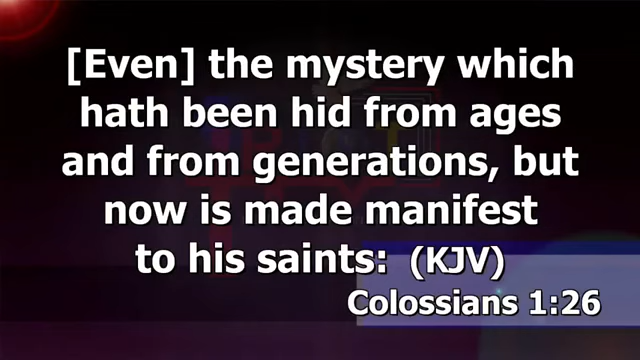 [Even] the mystery which
hath been hid from ages
and from generations, but
now is made manifest
to his saints: (KJV)
Colossians 1:26